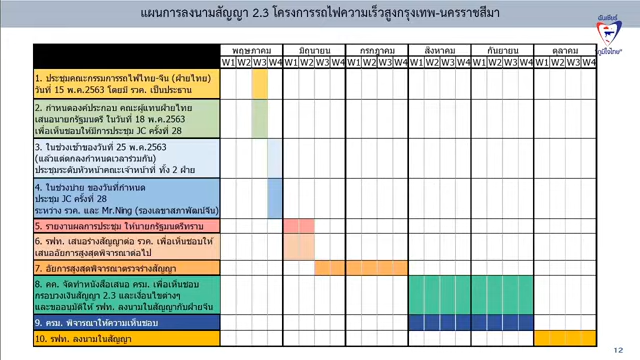 แผนการลงนามสัญญา 2.3 โครงการรถไฟความเร็วสูงกรุงเทพ-นครราชสีมา
พฤษภาคม มิถุนายน กรกฎาคม สิงหาคม กันยายน ตุลาคม
W1 W2 W3 W4 W1 W2 W3 W4 W1 W2 W3 W4 W1 W2 W3 W4 W1 W2 W3 W4 W1 W2 W3 W4
1. ประชุมคณะกรรมการรถไฟไทย-จีน (ฝ่ายไทย)
วันที่ 15 พ.ค.2563 โดยมี รวค. เป็นประธาน
2. กำหนดองค์ประกอบ คณะผู้แทนฝ่ายไทย
เสนอนายกรัฐมนตรี ในวันที่ 18 พ.ค.2563
เพื่อเห็นชอบให้มีการประชุม JC ครั้งที่ 28
3. ในช่วงเช้าของวันที่ 25 พ.ค.2563
(แล้วแต่ตกลงกำหนดเวลาร่วมกัน)
ประชุมระดับหัวหน้าคณะเจ้าหน้าที่ ทั้ง 2 ฝ่าย
4. ในช่วงบ่าย ของวันที่กำหนด
ประชุม JC ครั้งที่ 28
ระหว่าง รวค. และ Mr.Ning (รองเลขาสภาพัฒน์จีน)
5. รายงานผลการประชุม ให้นายกรัฐมนตรีทราบ
6. รฟท. เสนอร่างสัญญาต่อ รวค. เพื่อเห็นชอบให้
เสนออัยการสูงสุดพิจารณาต่อไป
7. อัยการสูงสุดพิจารณาตรวจร่างสัญญา
8. คค. จัดทำหนังสือเสนอ ครม. เพื่อเห็นชอบ
กรอบวงเงินสัญญา 2.3 และเงื่อนไขต่างๆ
และขออนุมัติให้ รฟท. ลงนามในสัญญากับฝ่ายจีน
9. ครม. พิจารณาให้ความเห็นชอบ
10. รฟท. ลงนามในสัญญา
12